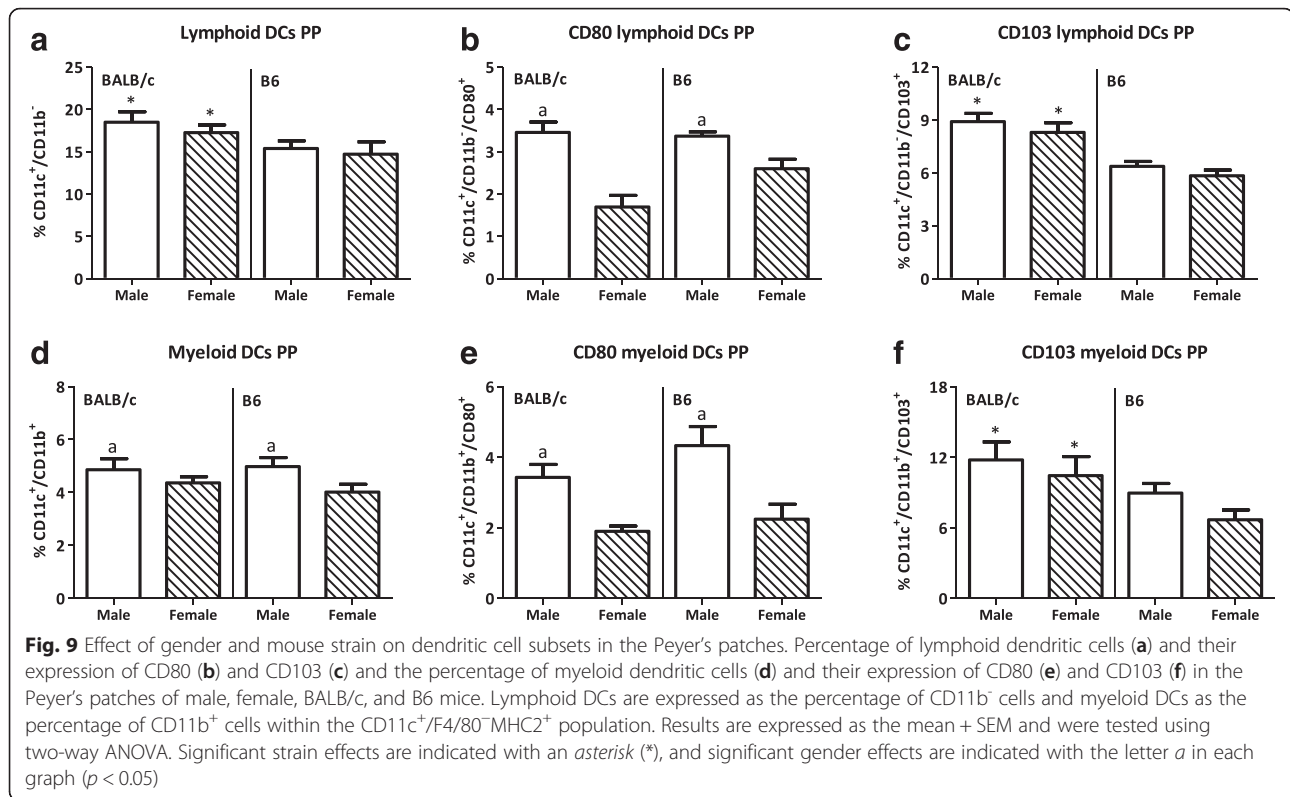 a
Lymphoid DCs PP
% CD11c⁺/CD11b⁻
25
20
15
10
5
0
BALB/c
B6
*
*
Male
Female
Male
Female
b
CD80 lymphoid DCs PP
% CD11c⁺/CD11b⁻/CD80⁺
5
4
3
2
1
0
BALB/c
B6
a
a
Male
Female
Male
Female
c
CD103 lymphoid DCs PP
% CD11c⁺/CD11b⁻/CD103⁺
12
9
6
3
0
BALB/c
B6
*
*
Male
Female
Male
Female
d
Myeloid DCs PP
% CD11c⁺/CD11b⁺
8
6
4
2
0
BALB/c
B6
a
a
Male
Female
Male
Female
e
CD80 myeloid DCs PP
% CD11c⁺/CD11b⁺/CD80⁺
6
4
2
0
BALB/c
B6
a
a
Male
Female
Male
Female
f
CD103 myeloid DCs PP
% CD11c⁺/CD11b⁺/CD103⁺
18
12
6
0
BALB/c
B6
*
*
Male
Female
Male
Female
Fig. 9 Effect of gender and mouse strain on dendritic cell subsets in the Peyer's patches. Percentage of lymphoid dendritic cells (a) and their
expression of CD80 (b) and CD103 (c) and the percentage of myeloid dendritic cells (d) and their expression of CD80 (e) and CD103 (f) in the
Peyer's patches of male, female, BALB/c, and B6 mice. Lymphoid DCs are expressed as the percentage of CD11b⁻ cells and myeloid DCs as the
percentage of CD11b⁺ cells within the CD11c⁺/F4/80⁻MHC2⁺ population. Results are expressed as the mean + SEM and were tested using
two-way ANOVA. Significant strain effects are indicated with an asterisk (*), and significant gender effects are indicated with the letter a in each
graph (p < 0.05)